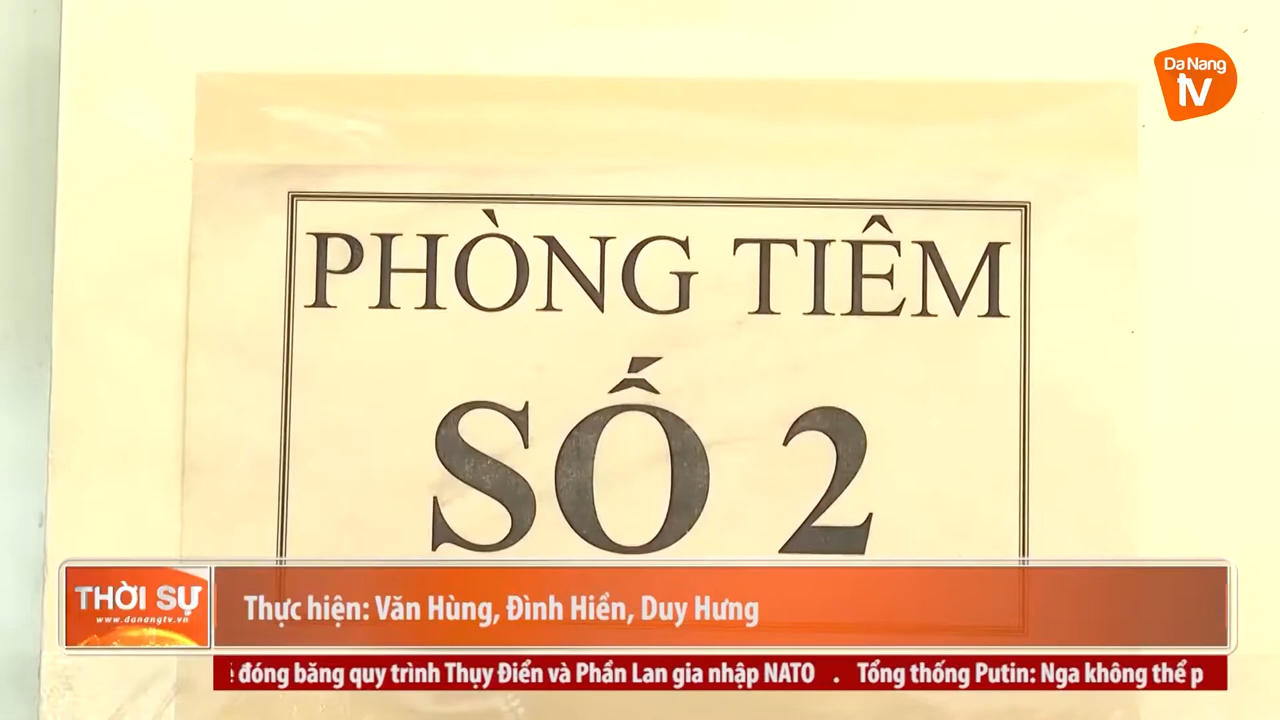 Da Nang
tv
PHÒNG TIÊM
SỐ 2
THỜI SỰ
www.danangtv.vn
Thực hiện: Văn Hùng, Đình Hiền, Duy Hưng
đóng băng quy trình Thụy Điển và Phần Lan gia nhập NATO . Tổng thống Putin: Nga không thể p